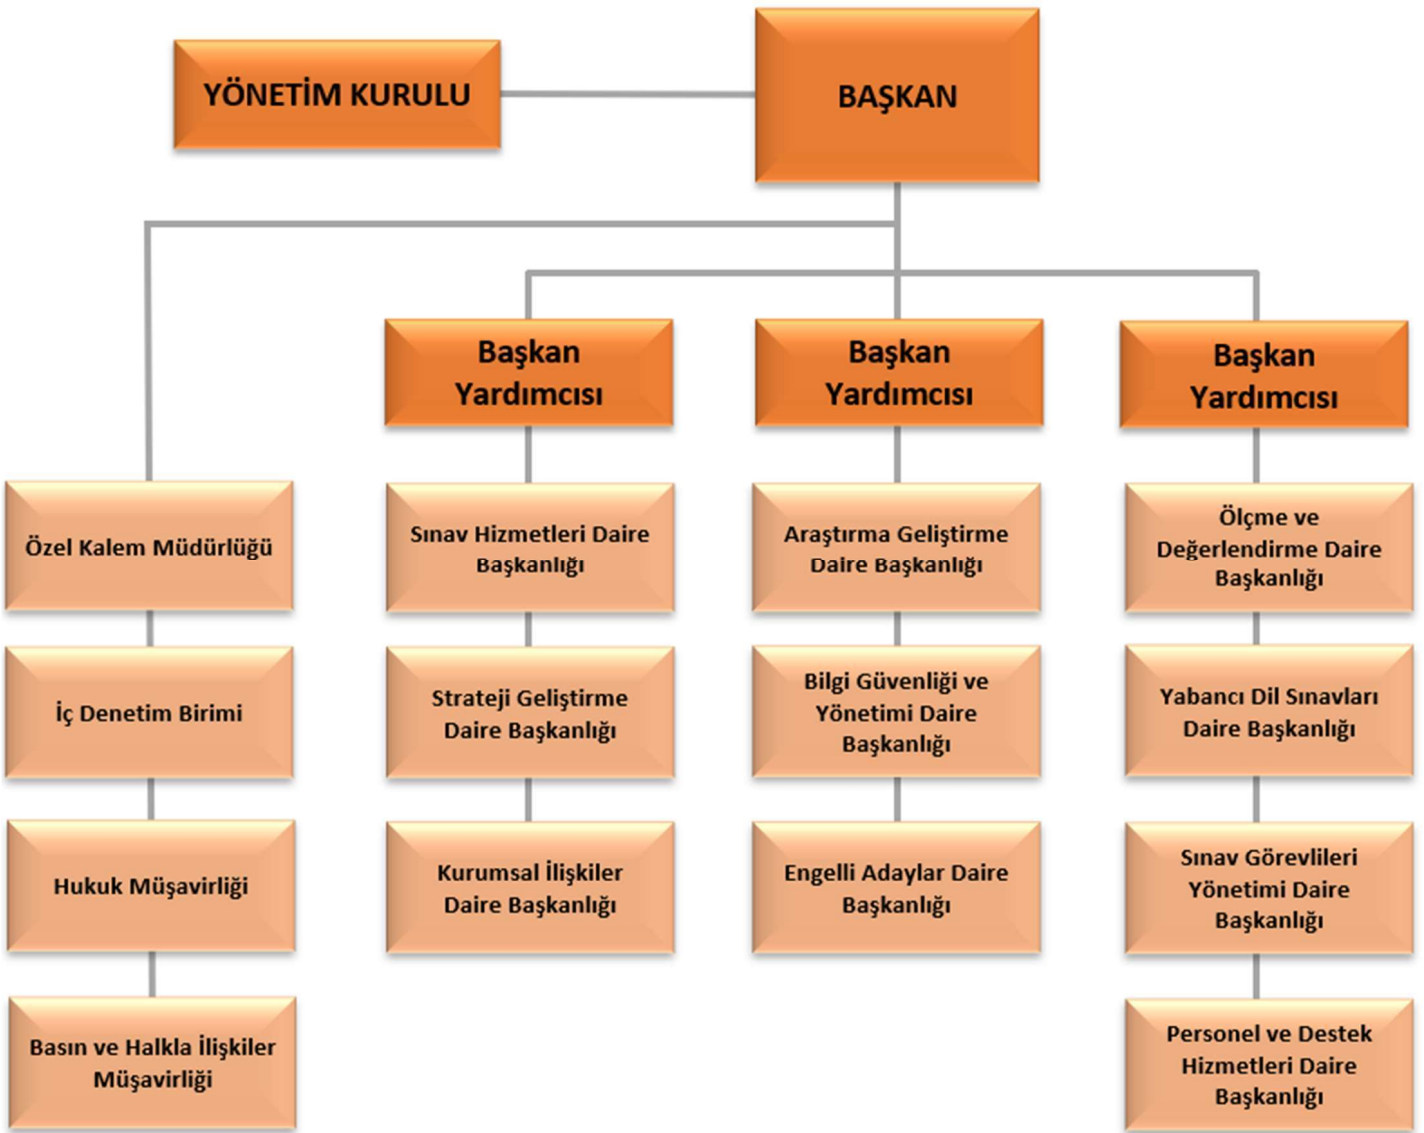 YÖNETİM KURULU
BAŞKAN
Başkan
Yardımcısı
Başkan
Yardımcısı
Başkan
Yardımcısı
Özel Kalem Müdürlüğü
İç Denetim Birimi
Hukuk Müşavirliği
Basın ve Halkla İlişkiler
Müşavirliği
Sınav Hizmetleri Daire
Başkanlığı
Strateji Geliştirme
Daire Başkanlığı
Kurumsal İlişkiler
Daire Başkanlığı
Araştırma Geliştirme
Daire Başkanlığı
Bilgi Güvenliği ve
Yönetimi Daire
Başkanlığı
Engelli Adaylar Daire
Başkanlığı
Ölçme ve
Değerlendirme Daire
Başkanlığı
Yabancı Dil Sınavları
Daire Başkanlığı
Sınav Görevlileri
Yönetimi Daire
Başkanlığı
Personel ve Destek
Hizmetleri Daire
Başkanlığı